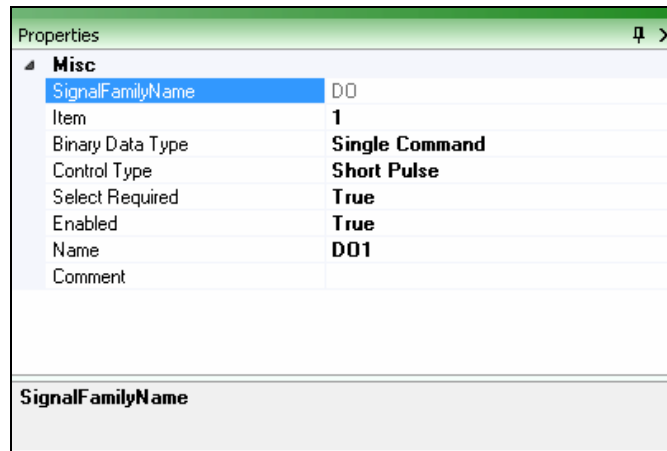 Properties
Misc
SignalFamilyName DO
Item 1
Binary Data Type Single Command
Control Type Short Pulse
Select Required True
Enabled True
Name DO1
Comment
SignalFamilyName